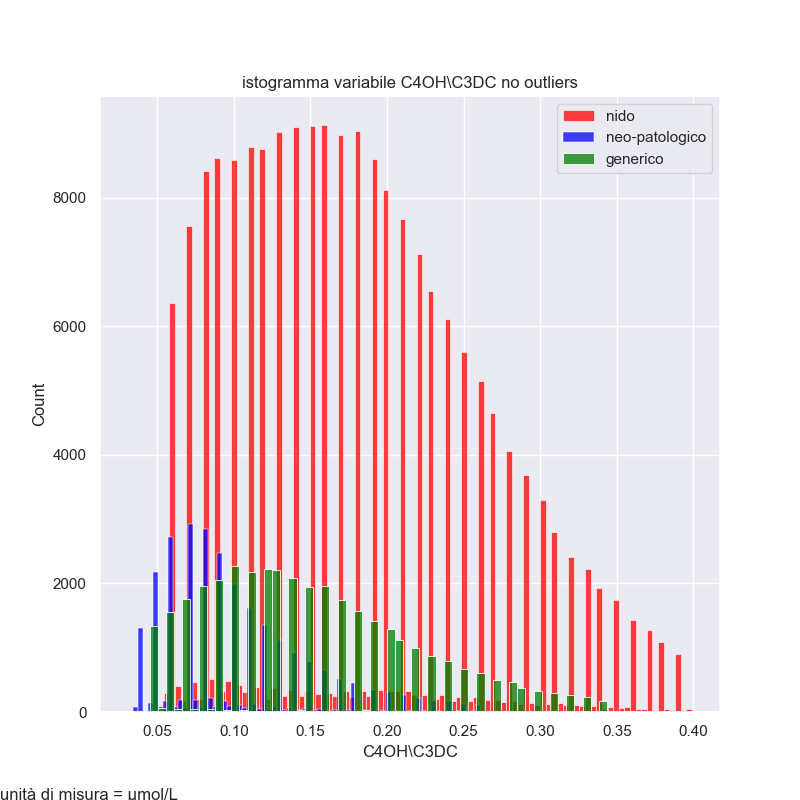 istogramma variabile C4OH\C3DC no outliers
nido
neo-patologico
generico
Count
8000
6000
4000
2000
0
0.05 0.10 0.15 0.20 0.25 0.30 0.35 0.40
C4OH\C3DC
unità di misura = μmol/L